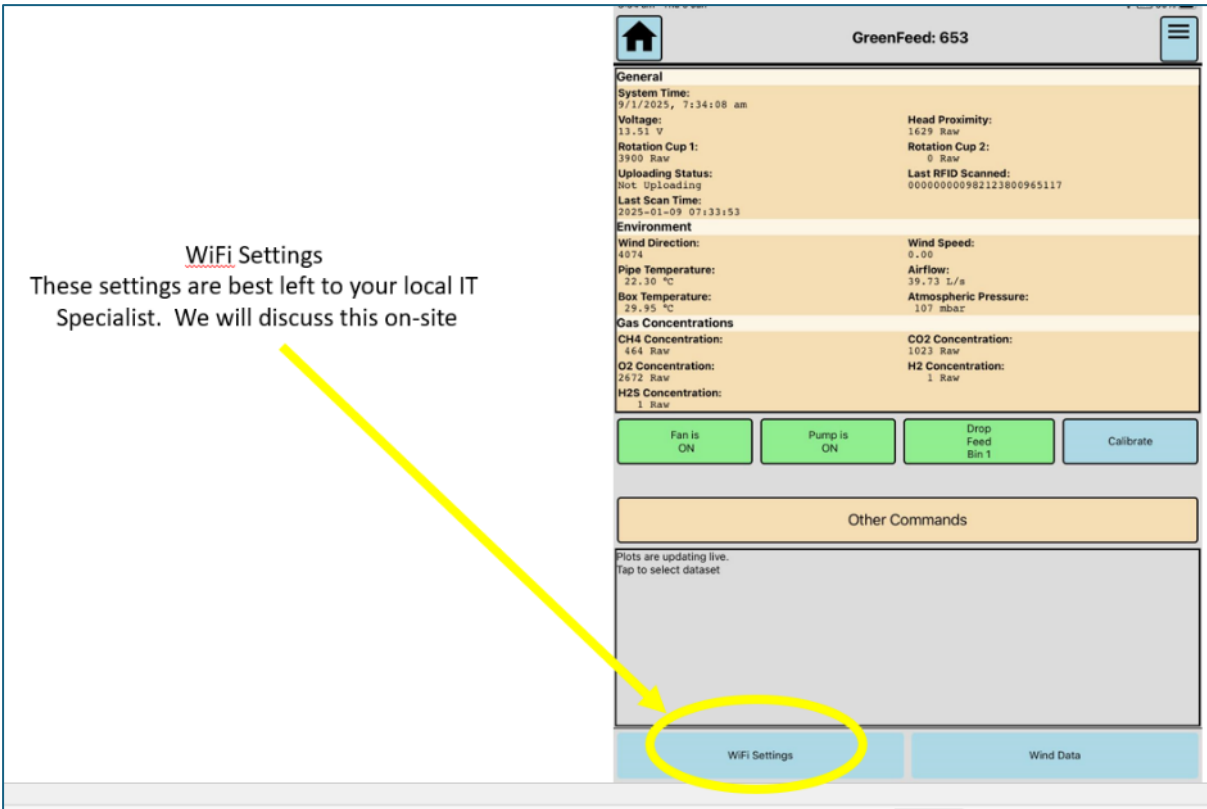 WiFi Settings
These settings are best left to your local IT
Specialist. We will discuss this on-site
GreenFeed: 653
General
System Time:
9/1/2025, 7:34:08 am
Voltage:
13.51 V
Head Proximity:
1629 Raw
Rotation Cup 1:
3900 Raw
Rotation Cup 2:
0 Raw
Uploading Status:
Not Uploading
Last RFID Scanned:
000000000982123800965117
Last Scan Time:
2025-01-09 07:33:53
Environment
Wind Direction:
4074
Wind Speed:
0.00
Pipe Temperature:
22.30 °C
Airflow:
39.73 L/s
Box Temperature:
29.95 °C
Atmospheric Pressure:
107 mbar
Gas Concentrations
CH4 Concentration:
464 Raw
CO2 Concentration:
1023 Raw
O2 Concentration:
2672 Raw
H2 Concentration:
1 Raw
H2S Concentration:
1 Raw
Fan is
ON
Pump is
ON
Drop
Feed
Bin 1
Calibrate
Other Commands
Plots are updating live.
Tap to select dataset
WiFi Settings
Wind Data